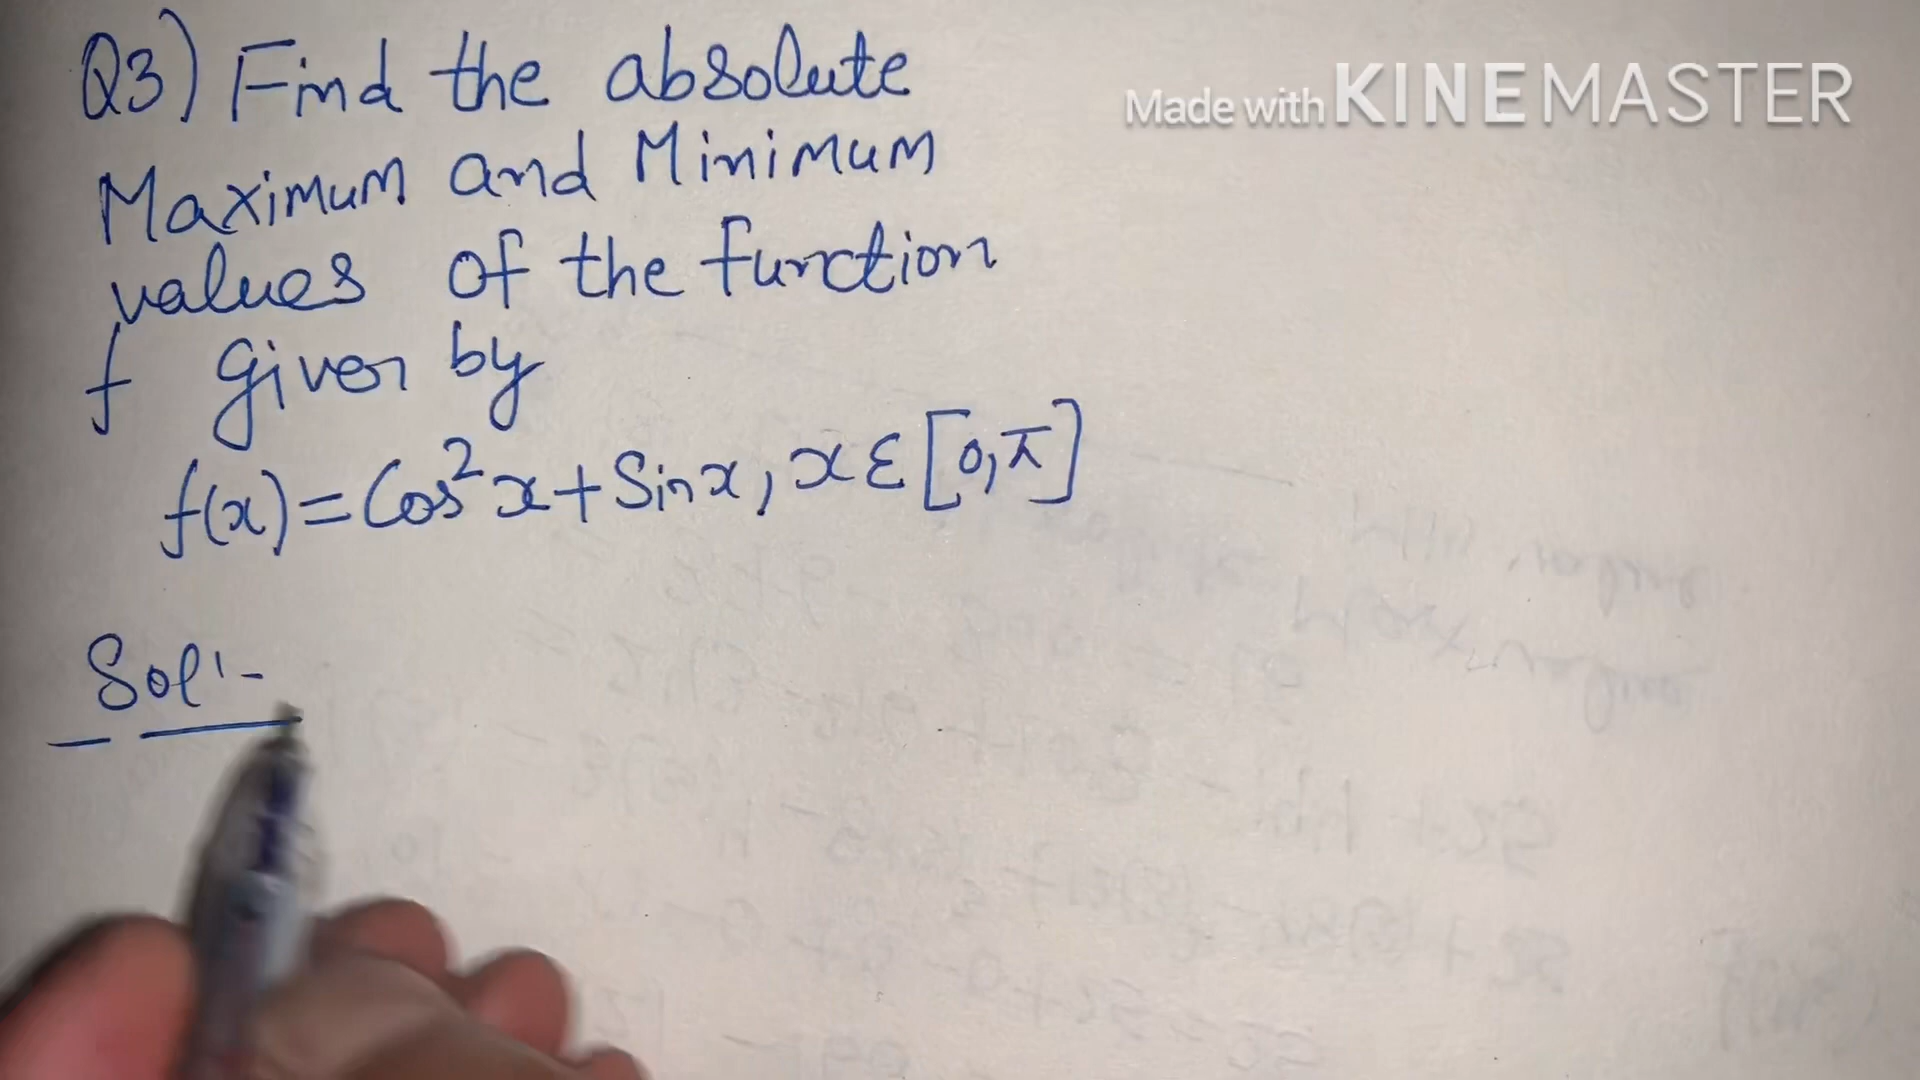 Q3) Find the absolute
Maximum and Minimum
values of the function
f given by
f(x) = Cos²x + Sinx, x ε [0,π]
Sol:-
Made with KINEMASTER